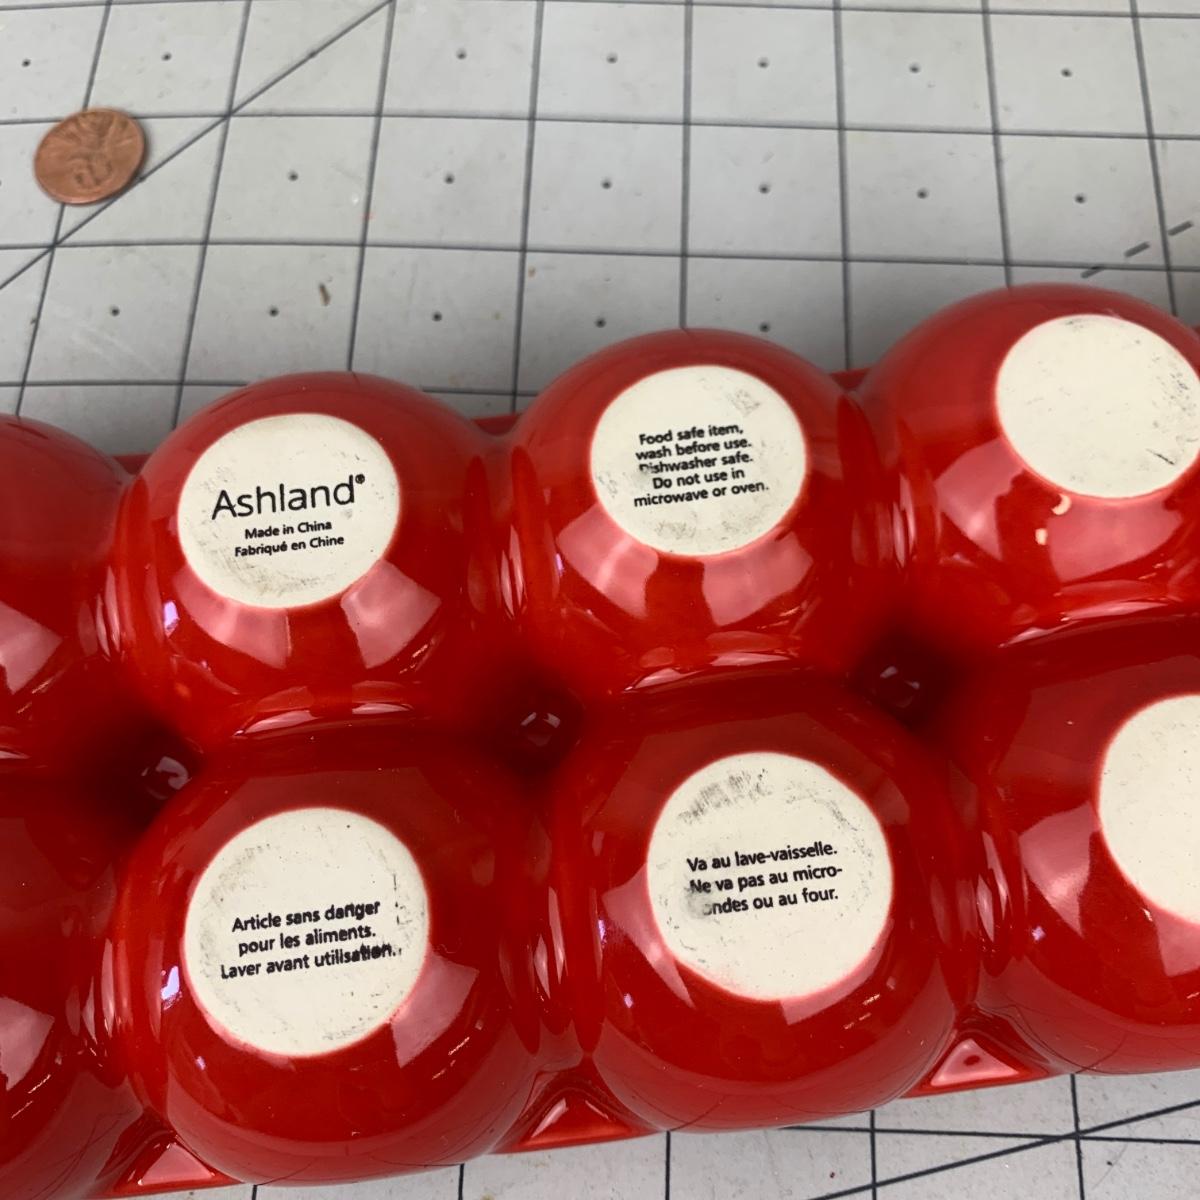 Ashland®
Made in China
Fabriqué en Chine
Food safe item,
wash before use.
Dishwasher safe.
Do not use in
microwave or oven.
Article sans danger
pour les aliments.
Laver avant utilisation.
Va au lave-vaisselle.
Ne va pas au micro-
ondes ou au four.